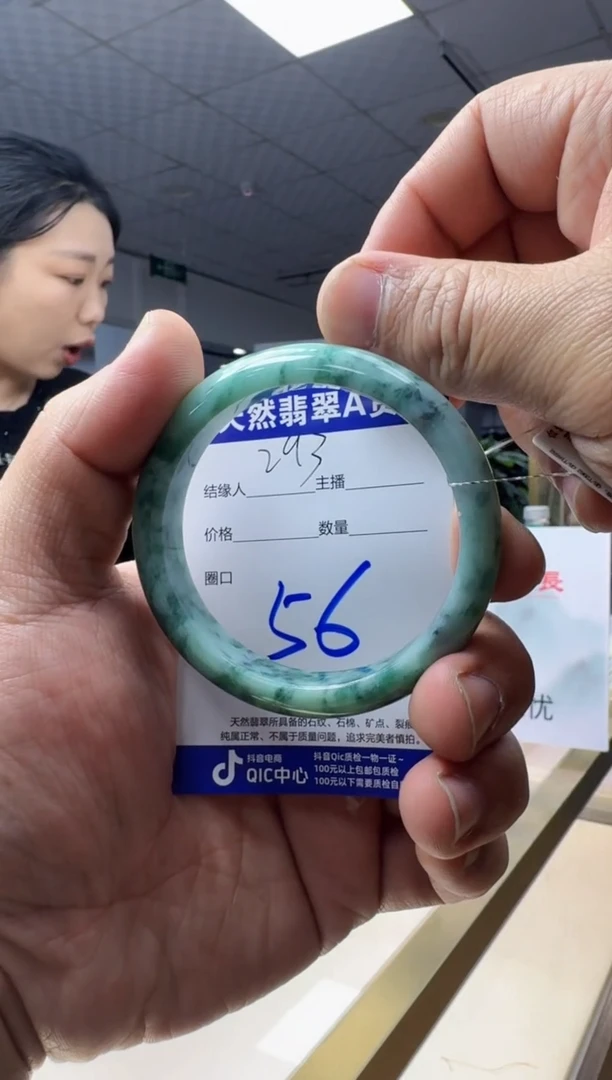 天然翡翠A货
293
结缘人 主播
价格 数量
圈口
56
天然翡翠所具备的石纹、石棉、矿点、裂
纯属正常、不属于质量问题，追求完美者慎拍。
抖音电商
QIC中心
抖音Qic质检一物一证~
100元以上包邮包质检
100元以下需要质检自
長
优